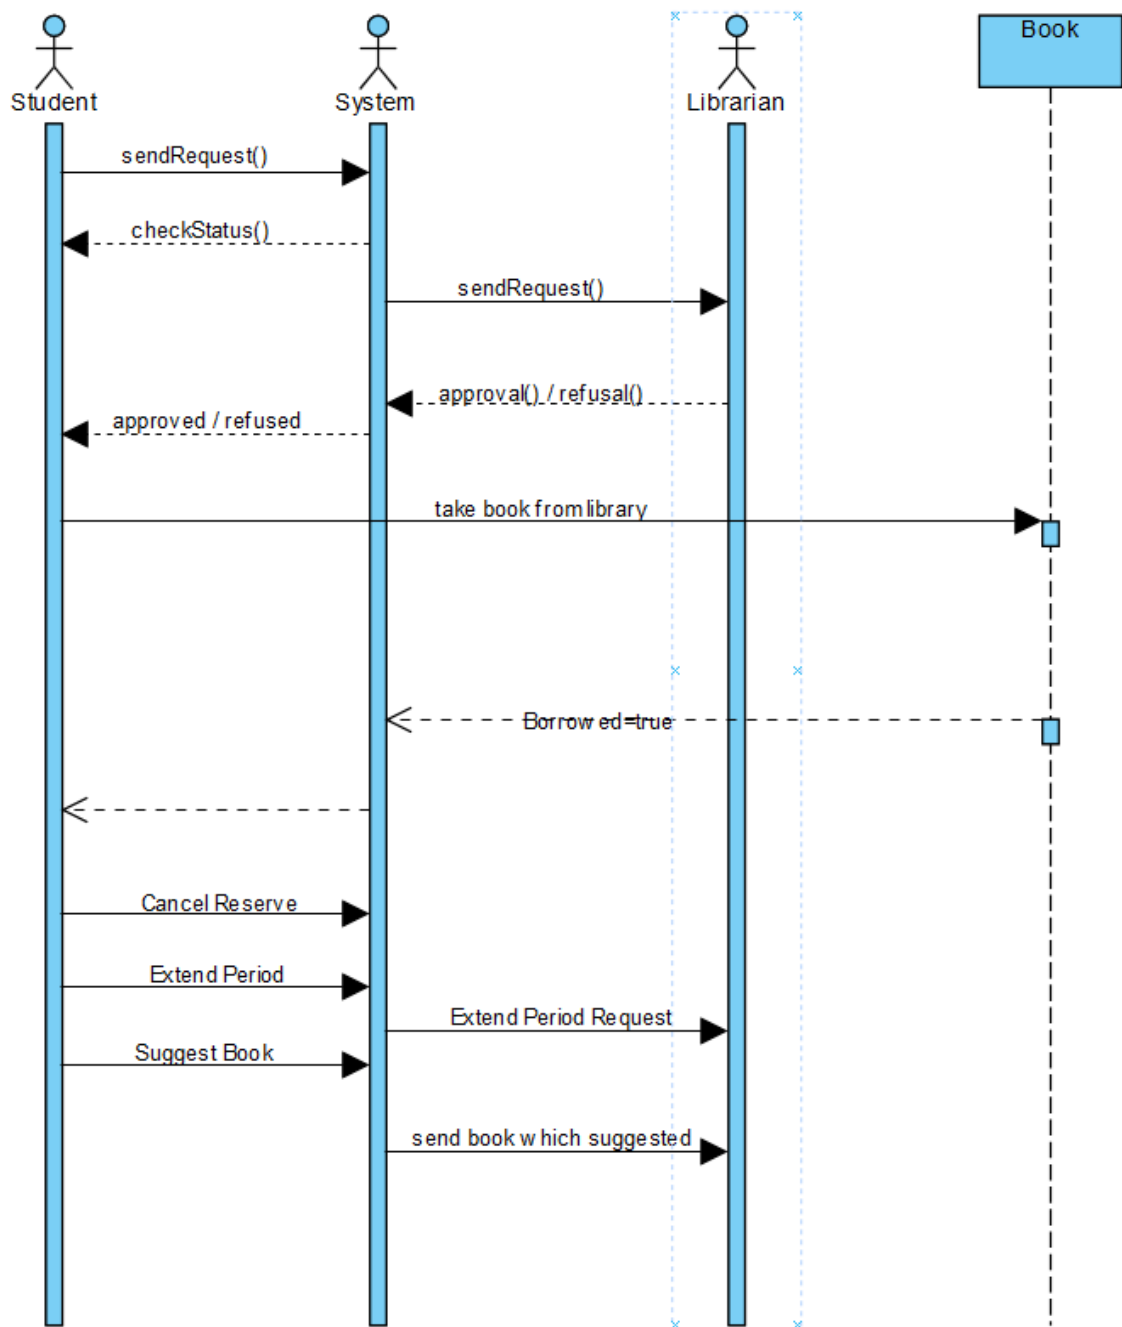 Book
Student
System
Librarian
sendRequest()
checkStatus()
sendRequest()
approval() / refusal()
approved / refused
take book from library
Borrowed=true
Cancel Reserve
Extend Period
Extend Period Request
Suggest Book
send book which suggested